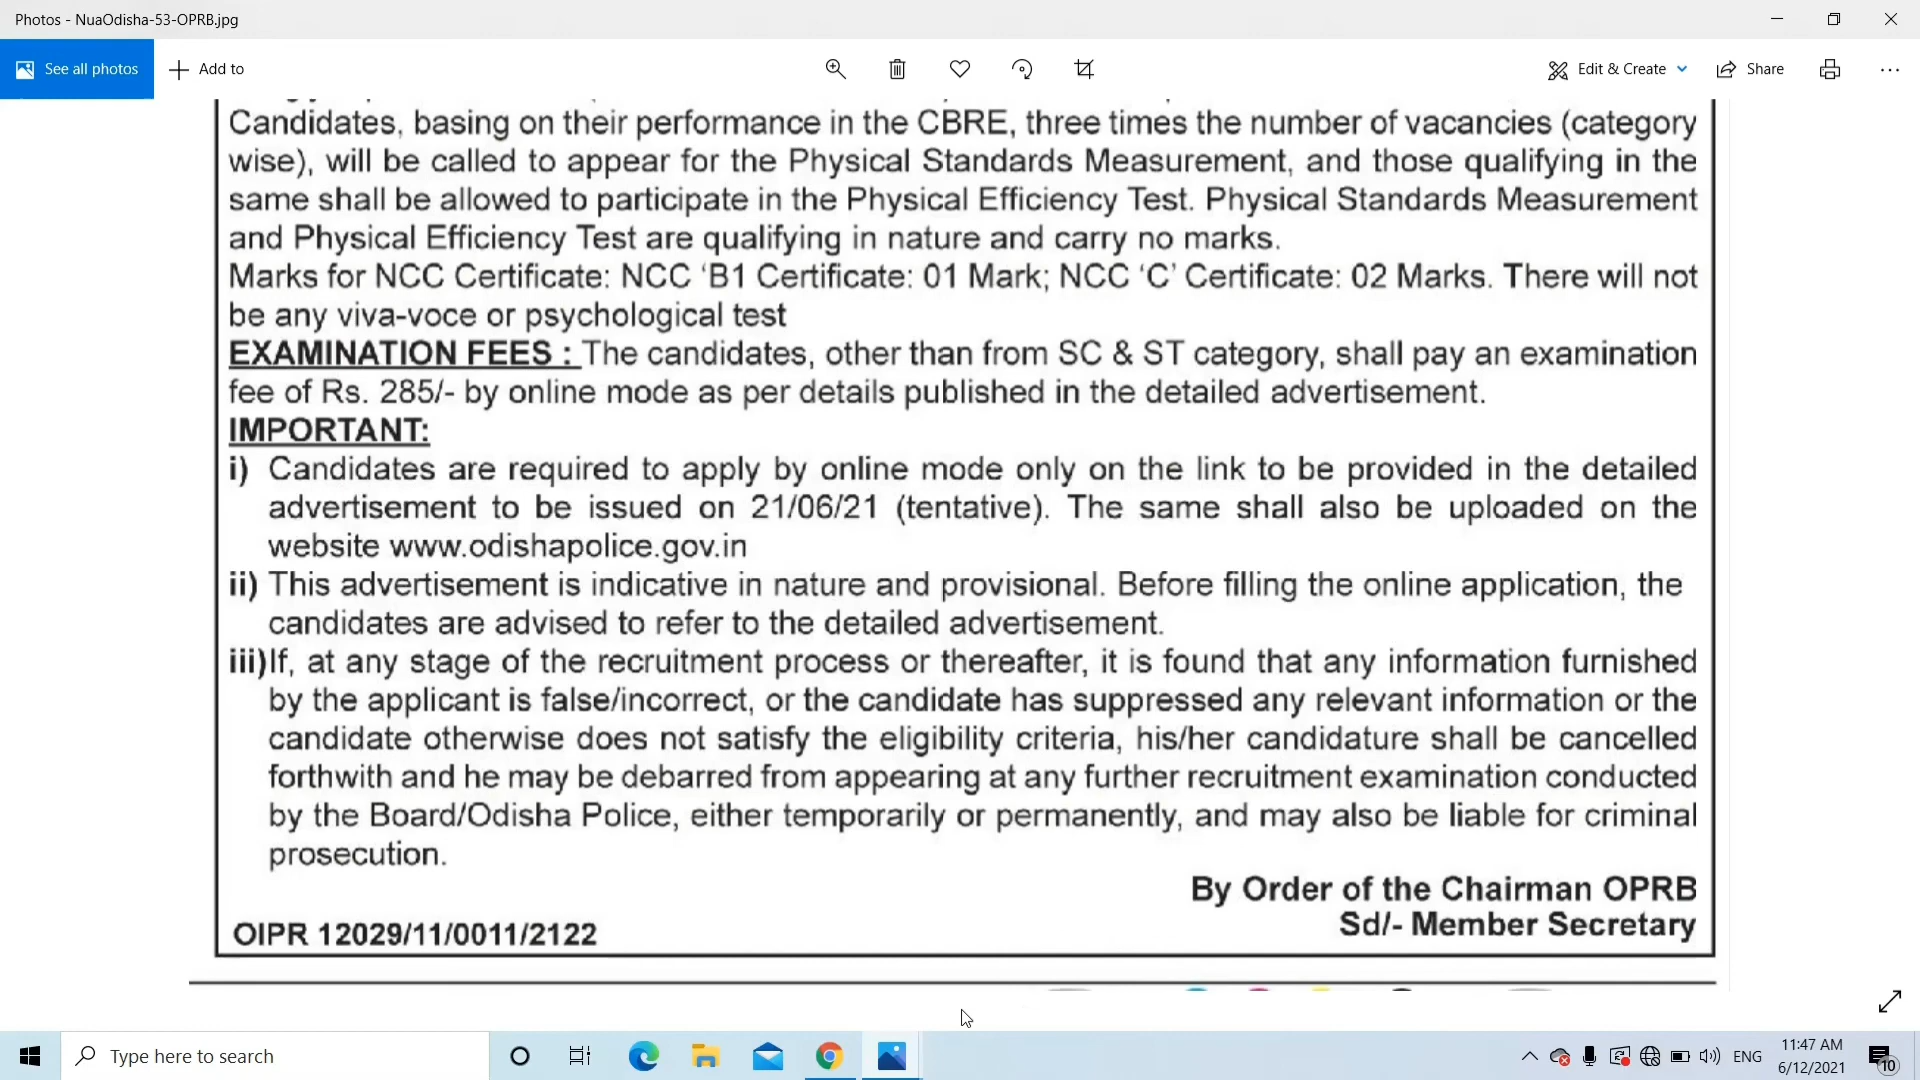 Photos - NuaOdisha-53-OPRB.jpg
See all photos
Add to
Edit & Create
Share
Candidates, basing on their performance in the CBRE, three times the number of vacancies (category
wise), will be called to appear for the Physical Standards Measurement, and those qualifying in the
same shall be allowed to participate in the Physical Efficiency Test. Physical Standards Measurement
and Physical Efficiency Test are qualifying in nature and carry no marks.
Marks for NCC Certificate: NCC ‘B1 Certificate: 01 Mark; NCC ‘C’ Certificate: 02 Marks. There will not
be any viva-voce or psychological test
EXAMINATION FEES : The candidates, other than from SC & ST category, shall pay an examination
fee of Rs. 285/- by online mode as per details published in the detailed advertisement.
IMPORTANT:
i) Candidates are required to apply by online mode only on the link to be provided in the detailed
advertisement to be issued on 21/06/21 (tentative). The same shall also be uploaded on the
website www.odishapolice.gov.in
ii) This advertisement is indicative in nature and provisional. Before filling the online application, the
candidates are advised to refer to the detailed advertisement.
iii)If, at any stage of the recruitment process or thereafter, it is found that any information furnished
by the applicant is false/incorrect, or the candidate has suppressed any relevant information or the
candidate otherwise does not satisfy the eligibility criteria, his/her candidature shall be cancelled
forthwith and he may be debarred from appearing at any further recruitment examination conducted
by the Board/Odisha Police, either temporarily or permanently, and may also be liable for criminal
prosecution.
By Order of the Chairman OPRB
Sd/- Member Secretary
OIPR 12029/11/0011/2122
Type here to search
ENG
11:47 AM
6/12/2021
10